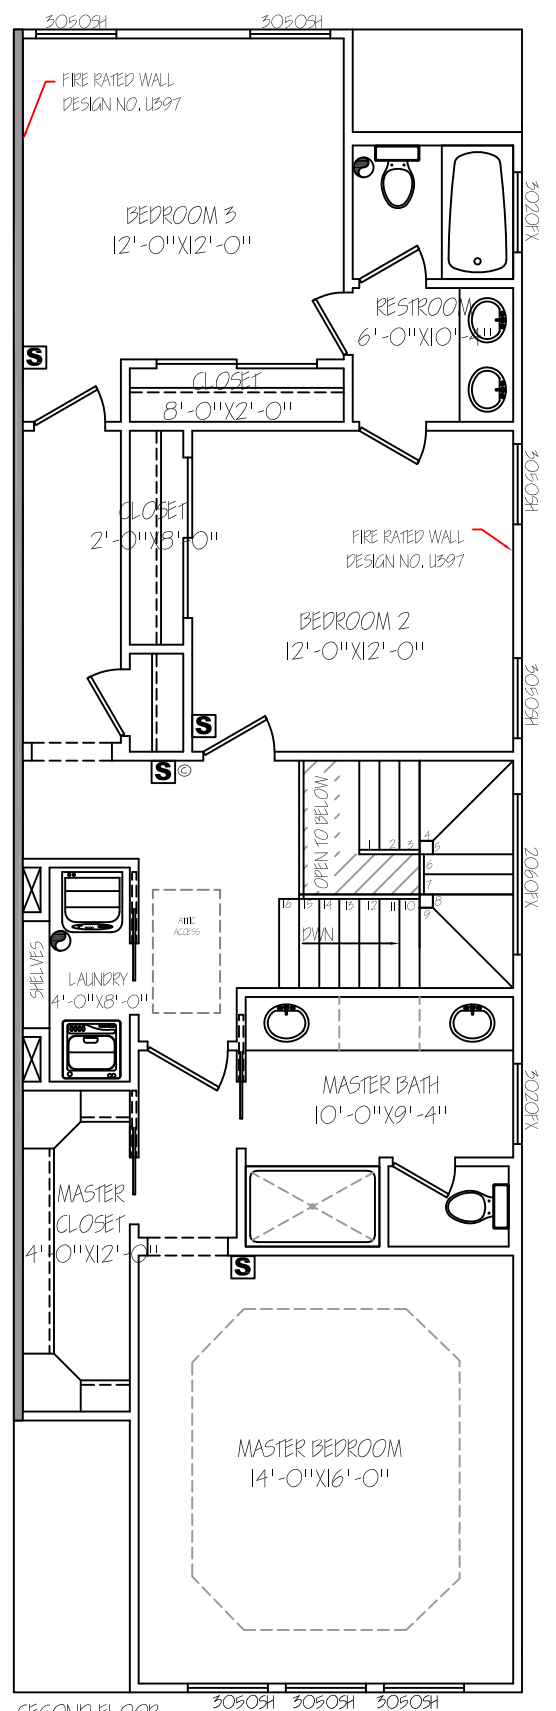 3050SH 3050SH
FIRE RATED WALL
DESIGN NO. U397
3020FX
BEDROOM 3
12'-0"X12'-0"
RESTROOM
6'-0"X10'-4"
S
CLOSET
8'-0"X2'-0"
3050SH
CLOSET
2'-0"X8'-0"
FIRE RATED WALL
DESIGN NO. U397
BEDROOM 2
12'-0"X12'-0"
3050SH
S
S ©
OPEN TO BELOW
1 2 3 4 5
6
7
2060FX
16 15 14 13 12 11 10 9 8
DWN
ATTIC
ACCESS
SHELVES
LAUNDRY
4'-0"X8'-0"
MASTER BATH
10'-0"X9'-4"
3020FX
MASTER
CLOSET
4'-0"X12'-0"
S
MASTER BEDROOM
14'-0"X16'-0"
3050SH 3050SH 3050SH
SECOND FLOOR